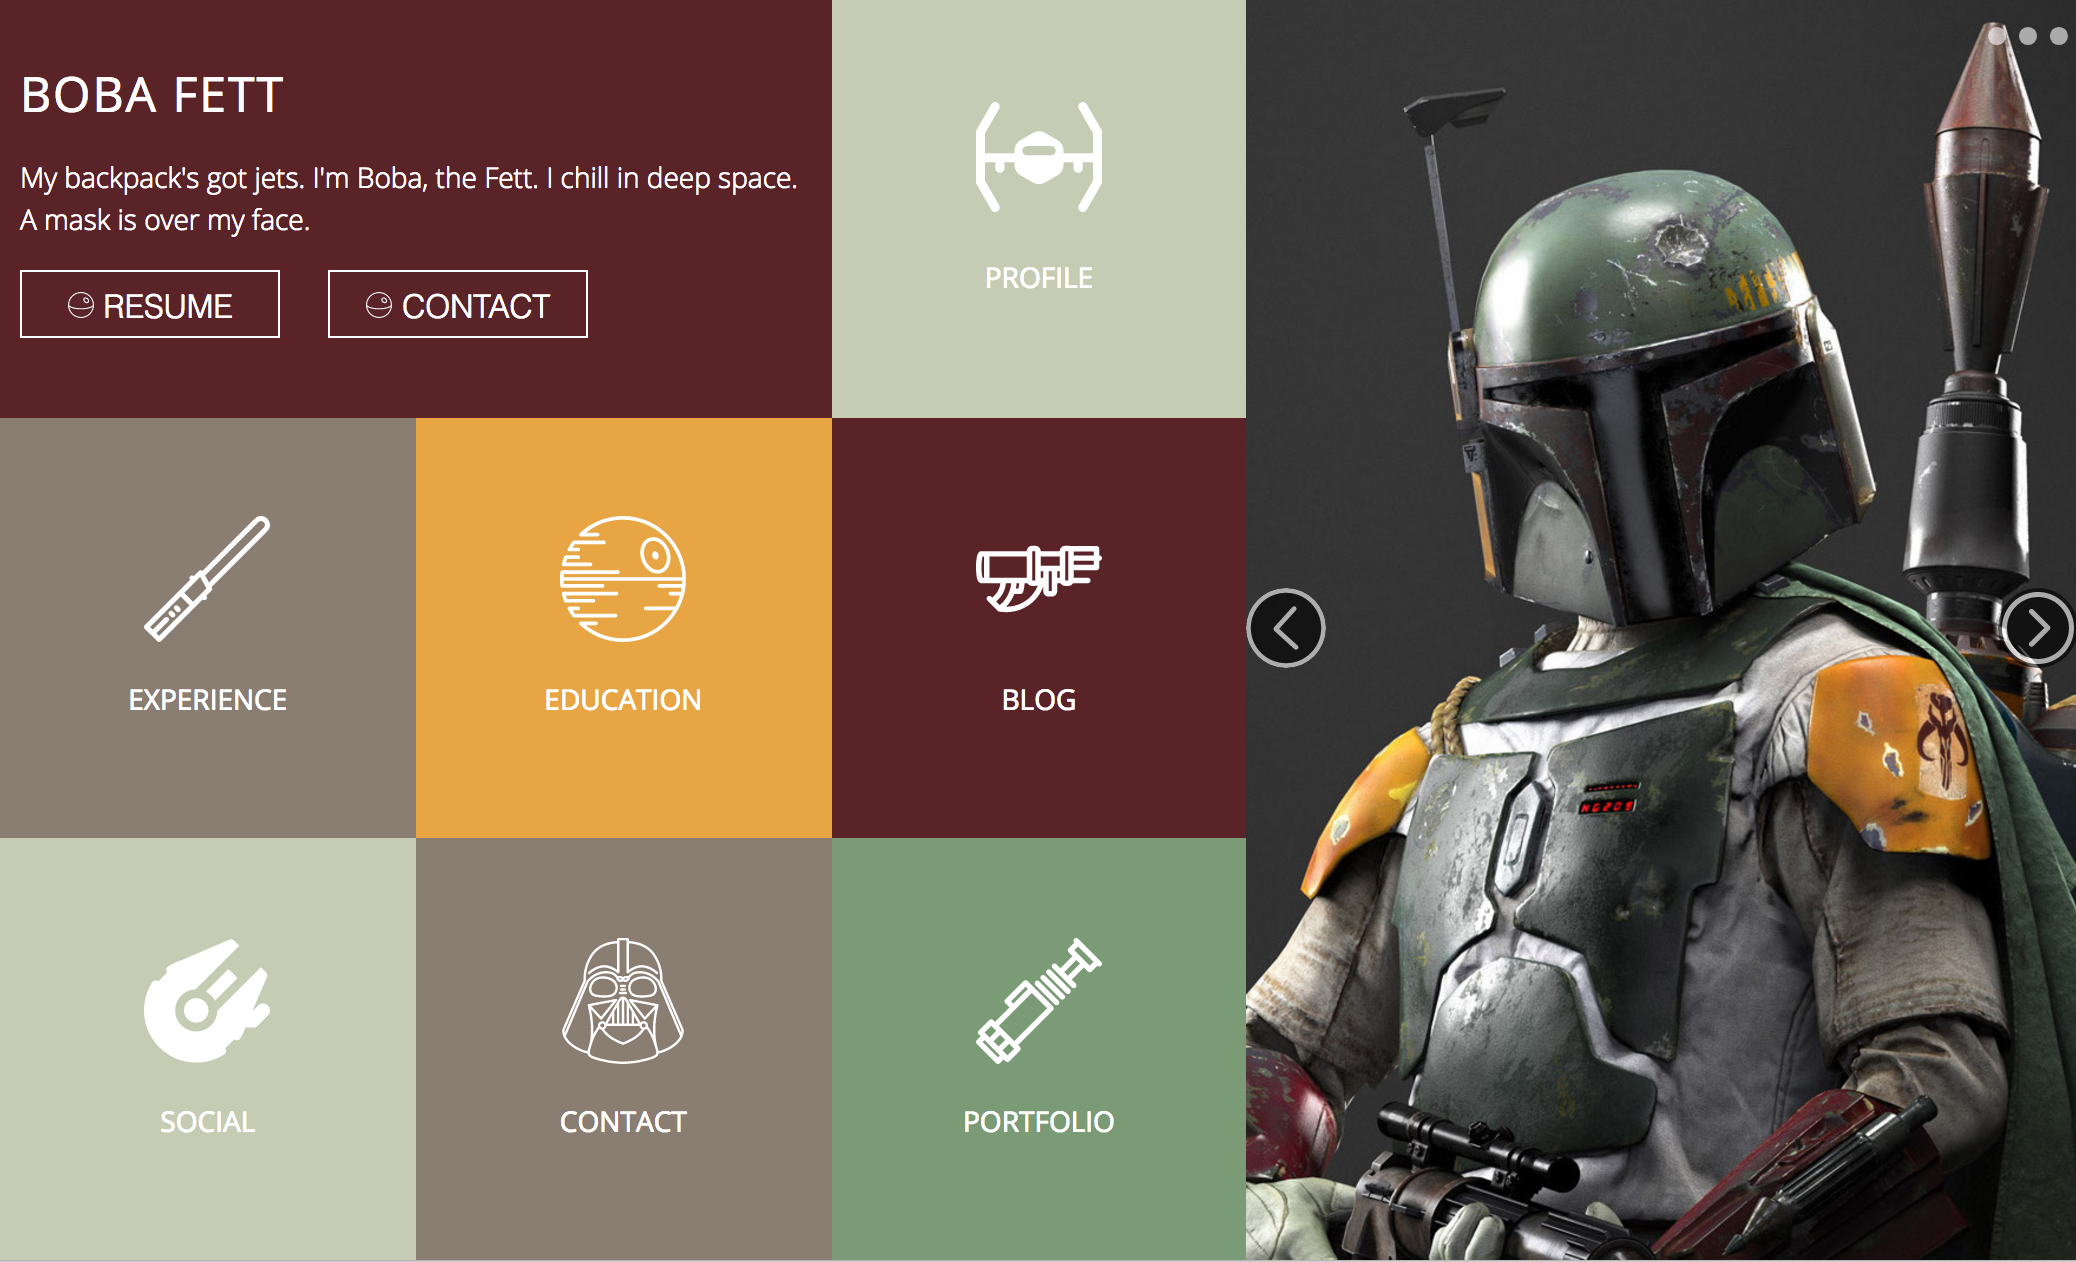 BOBA FETT
My backpack's got jets. I'm Boba, the Fett. I chill in deep space.
A mask is over my face.
RESUME
CONTACT
PROFILE
EXPERIENCE
EDUCATION
BLOG
SOCIAL
CONTACT
PORTFOLIO